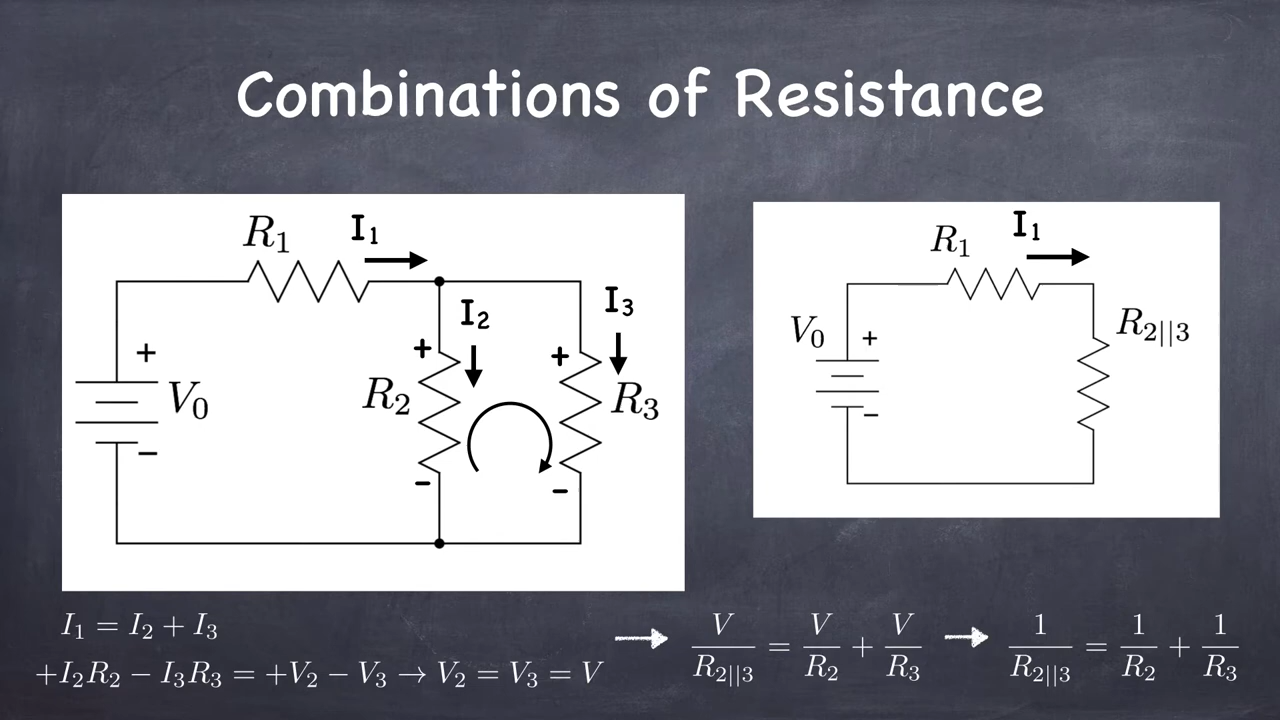 Combinations of Resistance
R₁ I₁
I₂ I₃
+ + +
V₀ R₂ R₃
− - -
R₁ I₁
V₀ + R₂||₃
−
I₁ = I₂ + I₃
+I₂R₂ − I₃R₃ = +V₂ − V₃ → V₂ = V₃ = V
→ V/R₂||₃ = V/R₂ + V/R₃ → 1/R₂||₃ = 1/R₂ + 1/R₃